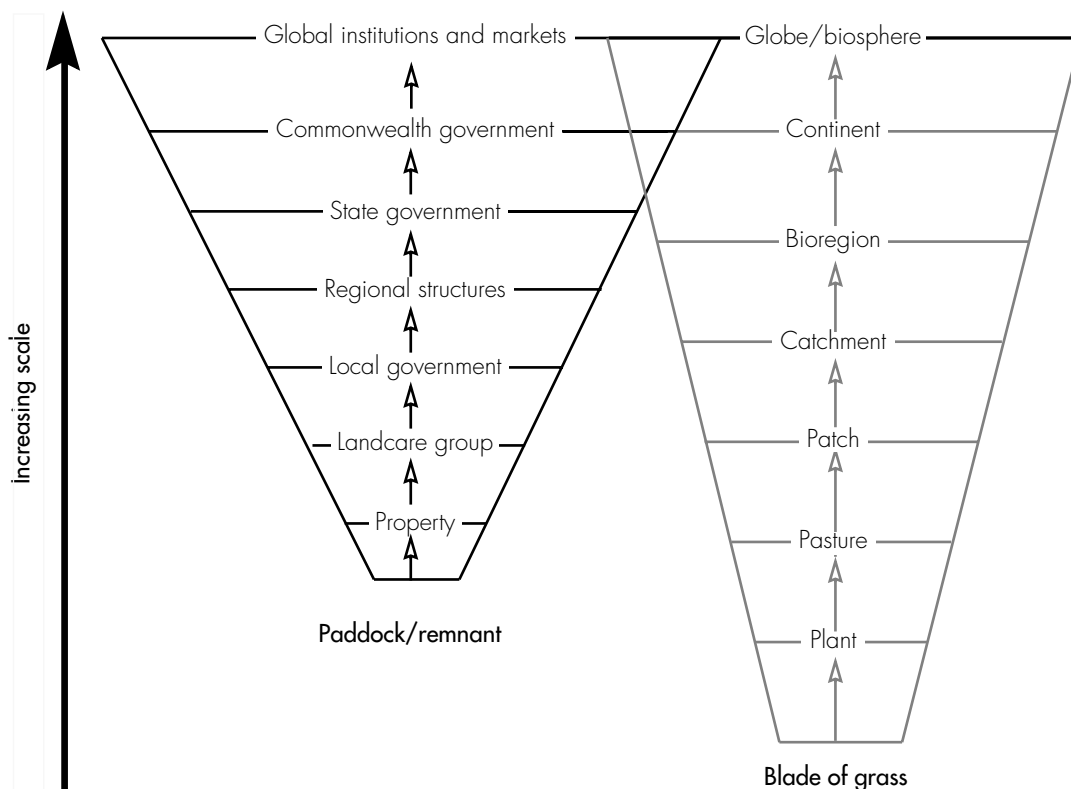 Increasing scale
Global institutions and markets
Commonwealth government
State government
Regional structures
Local government
Landcare group
Property
Paddock/remnant
Globe/biosphere
Continent
Bioregion
Catchment
Patch
Pasture
Plant
Blade of grass